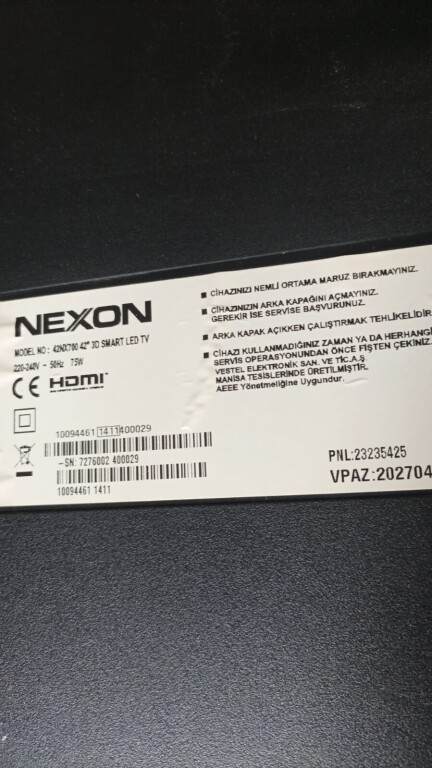 NEXON
MODEL NO : 42NX700 42" 3D SMART LED TV
220-240V ~ 50Hz 75W
CE HDMI
10094461 1411 400029
-SN: 7276002 400029
10094461 1411
■ CİHAZINIZI NEMLİ ORTAMA MARUZ BIRAKMAYINIZ.
■ CİHAZINIZIN ARKA KAPAĞINI AÇMAYINIZ.
GEREKİR İSE SERVİSE BAŞVURUNUZ.
■ ARKA KAPAK AÇIKKEN ÇALIŞTIRMAK TEHLİKELİDİR
■ CİHAZI KULLANMADIĞINIZ ZAMAN YA DA HERHANGİ
SERVİS OPERASYONUNDAN ÖNCE FİŞTEN ÇEKİNİZ.
VESTEL ELEKTRONİK SAN. VE TİC.A.Ş
MANİSA TESİSLERİNDE ÜRETİLMİŞTİR.
AEEE Yönetmeliğine Uygundur.
PNL:23235425
VPAZ:202704